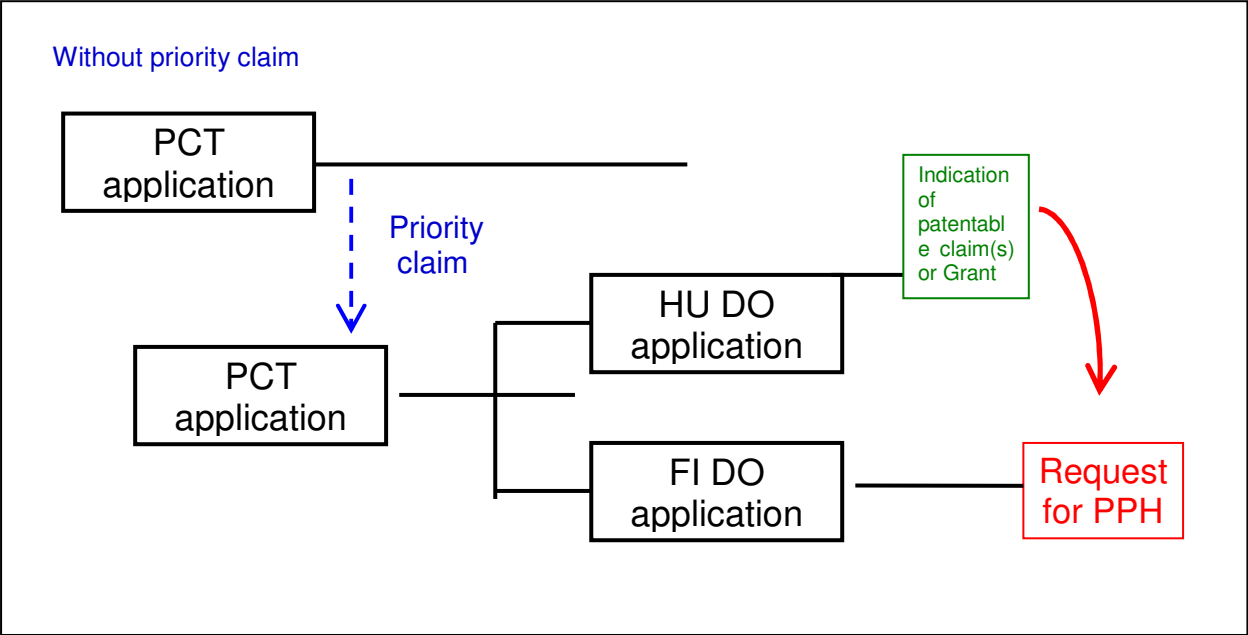 Without priority claim
PCT
application
Priority
claim
Indication
of
patentabl
e claim(s)
or Grant
HU DO
application
PCT
application
FI DO
application
Request
for PPH